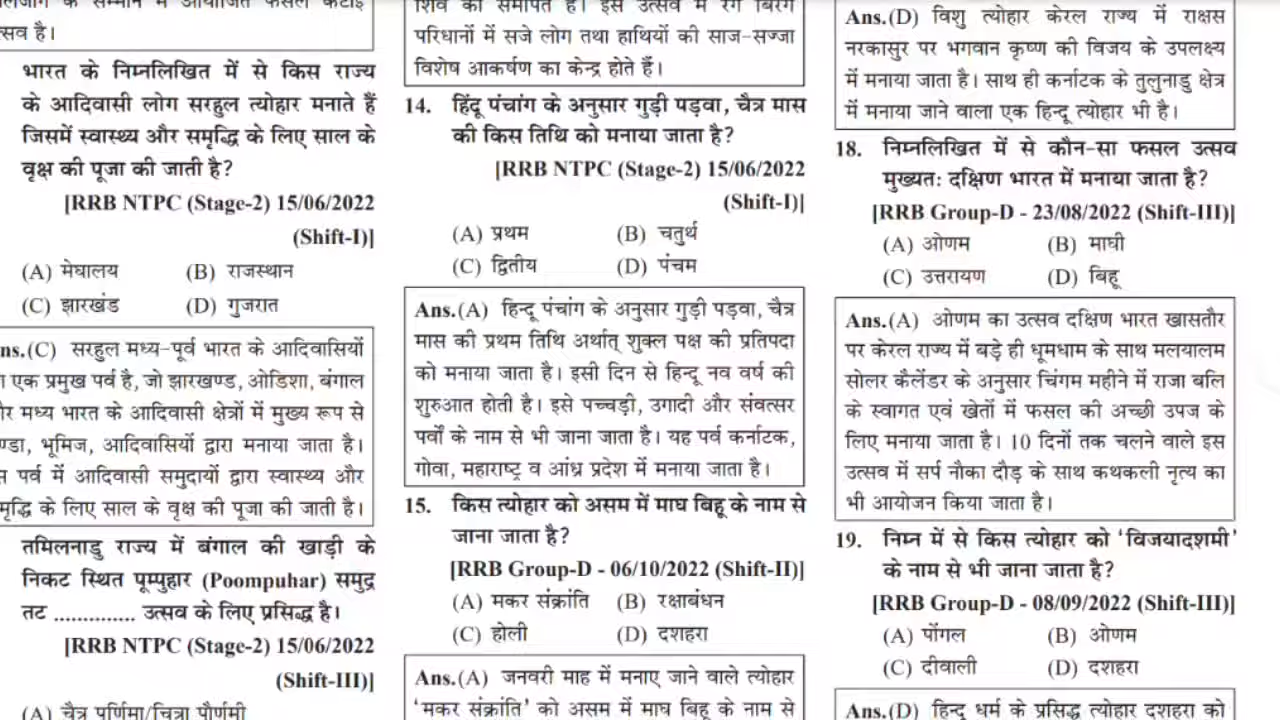 सव है।
भारत के निम्नलिखित में से किस राज्य
के आदिवासी लोग सरहुल त्योहार मनाते हैं
जिसमें स्वास्थ्य और समृद्धि के लिए साल के
वृक्ष की पूजा की जाती है?
[RRB NTPC (Stage-2) 15/06/2022
(Shift-I)]
(A) मेघालय (B) राजस्थान
(C) झारखंड (D) गुजरात
ns.(C) सरहुल मध्य-पूर्व भारत के आदिवासियों
एक प्रमुख पर्व है, जो झारखण्ड, ओडिशा, बंगाल
र मध्य भारत के आदिवासी क्षेत्रों में मुख्य रूप से
ण्डा, भूमिज, आदिवासियों द्वारा मनाया जाता है।
पर्व में आदिवासी समुदायों द्वारा स्वास्थ्य और
मृद्धि के लिए साल के वृक्ष की पूजा की जाती है।
तमिलनाडु राज्य में बंगाल की खाड़ी के
निकट स्थित पूम्पुहार (Poompuhar) समुद्र
तट .............. उत्सव के लिए प्रसिद्ध है।
[RRB NTPC (Stage-2) 15/06/2022
(Shift-III)]
(A) चैत्र पूर्णिमा/चित्रा पौर्णमी
शिव को समर्पित है। इस उत्सव में रंग बिरंगे
परिधानों में सजे लोग तथा हाथियों की साज-सज्जा
विशेष आकर्षण का केन्द्र होते हैं।
14. हिंदू पंचांग के अनुसार गुड़ी पड़वा, चैत्र मास
की किस तिथि को मनाया जाता है?
[RRB NTPC (Stage-2) 15/06/2022
(Shift-I)]
(A) प्रथम (B) चतुर्थ
(C) द्वितीय (D) पंचम
Ans.(A) हिन्दू पंचांग के अनुसार गुड़ी पड़वा, चैत्र
मास की प्रथम तिथि अर्थात् शुक्ल पक्ष की प्रतिपदा
को मनाया जाता है। इसी दिन से हिन्दू नव वर्ष की
शुरुआत होती है। इसे पच्चड़ी, उगादी और संवत्सर
पर्वों के नाम से भी जाना जाता है। यह पर्व कर्नाटक,
गोवा, महाराष्ट्र व आंध्र प्रदेश में मनाया जाता है।
15. किस त्योहार को असम में माघ बिहू के नाम से
जाना जाता है?
[RRB Group-D - 06/10/2022 (Shift-II)]
(A) मकर संक्रांति (B) रक्षाबंधन
(C) होली (D) दशहरा
Ans.(A) जनवरी माह में मनाए जाने वाले त्योहार
'मकर संक्रांति' को असम में माघ बिहू के नाम से
Ans.(D) विशु त्योहार केरल राज्य में राक्षस
नरकासुर पर भगवान कृष्ण की विजय के उपलक्ष्य
में मनाया जाता है। साथ ही कर्नाटक के तुलुनाडु क्षेत्र
में मनाया जाने वाला एक हिन्दू त्योहार भी है।
18. निम्नलिखित में से कौन-सा फसल उत्सव
मुख्यतः दक्षिण भारत में मनाया जाता है?
[RRB Group-D - 23/08/2022 (Shift-III)]
(A) ओणम (B) माघी
(C) उत्तरायण (D) बिहू
Ans.(A) ओणम का उत्सव दक्षिण भारत खासतौर
पर केरल राज्य में बड़े ही धूमधाम के साथ मलयालम
सोलर कैलेंडर के अनुसार चिंगम महीने में राजा बलि
के स्वागत एवं खेतों में फसल की अच्छी उपज के
लिए मनाया जाता है। 10 दिनों तक चलने वाले इस
उत्सव में सर्प नौका दौड़ के साथ कथकली नृत्य का
भी आयोजन किया जाता है।
19. निम्न में से किस त्योहार को 'विजयादशमी'
के नाम से भी जाना जाता है?
[RRB Group-D - 08/09/2022 (Shift-III)]
(A) पोंगल (B) ओणम
(C) दीवाली (D) दशहरा
Ans.(D) हिन्दू धर्म के प्रसिद्ध त्योहार दशहरा को